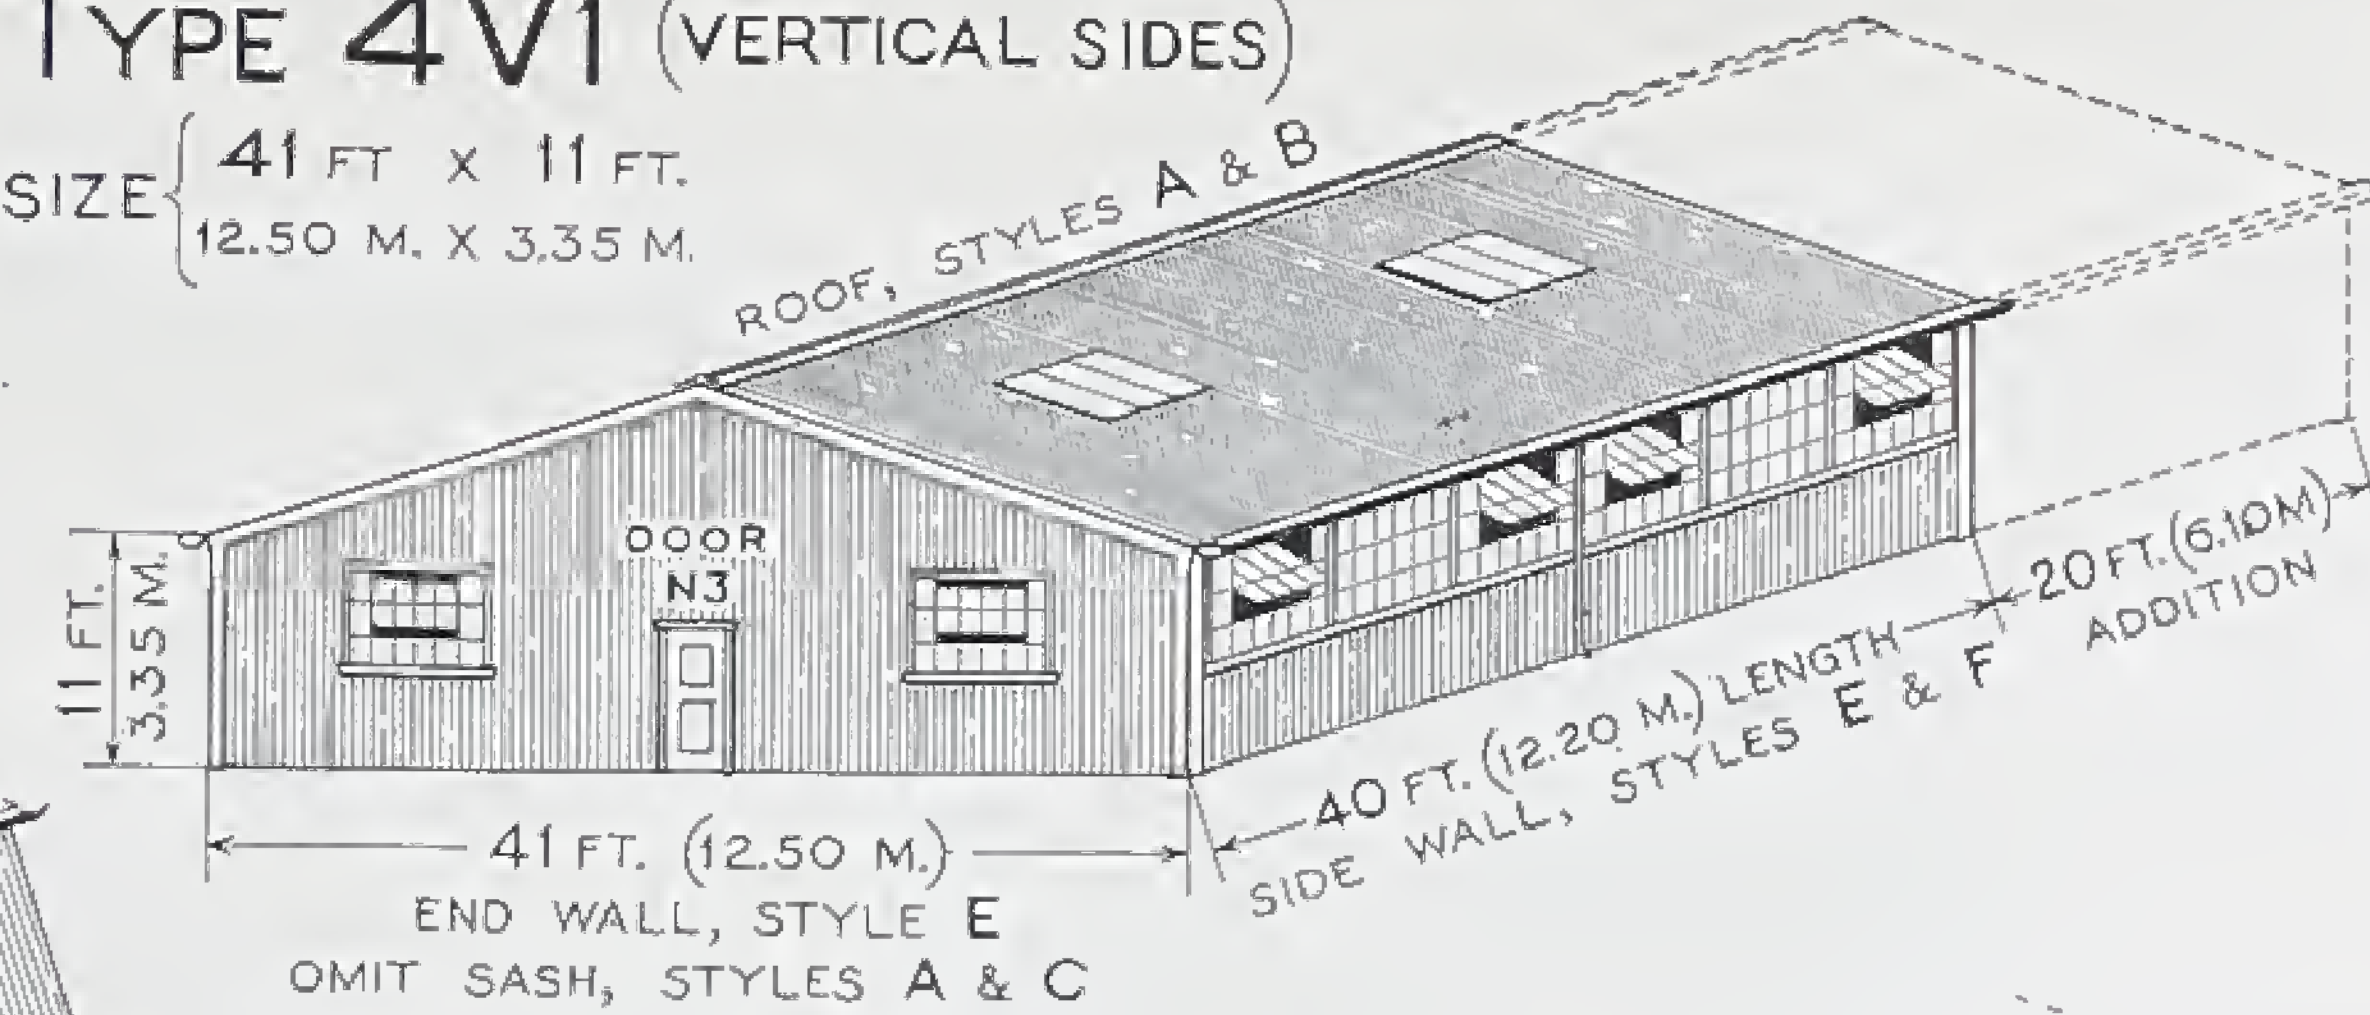 TYPE 4V1 (VERTICAL SIDES)
SIZE { 41 FT X 11 FT.
12.50 M. X 3.35 M.
ROOF, STYLES A & B
DOOR
N3
11 FT.
3.35 M.
41 FT. (12.50 M.)
END WALL, STYLE E
OMIT SASH, STYLES A & C
40 FT. (12.20 M.) LENGTH
SIDE WALL, STYLES E & F
20 FT. (6.10M)
ADDITION